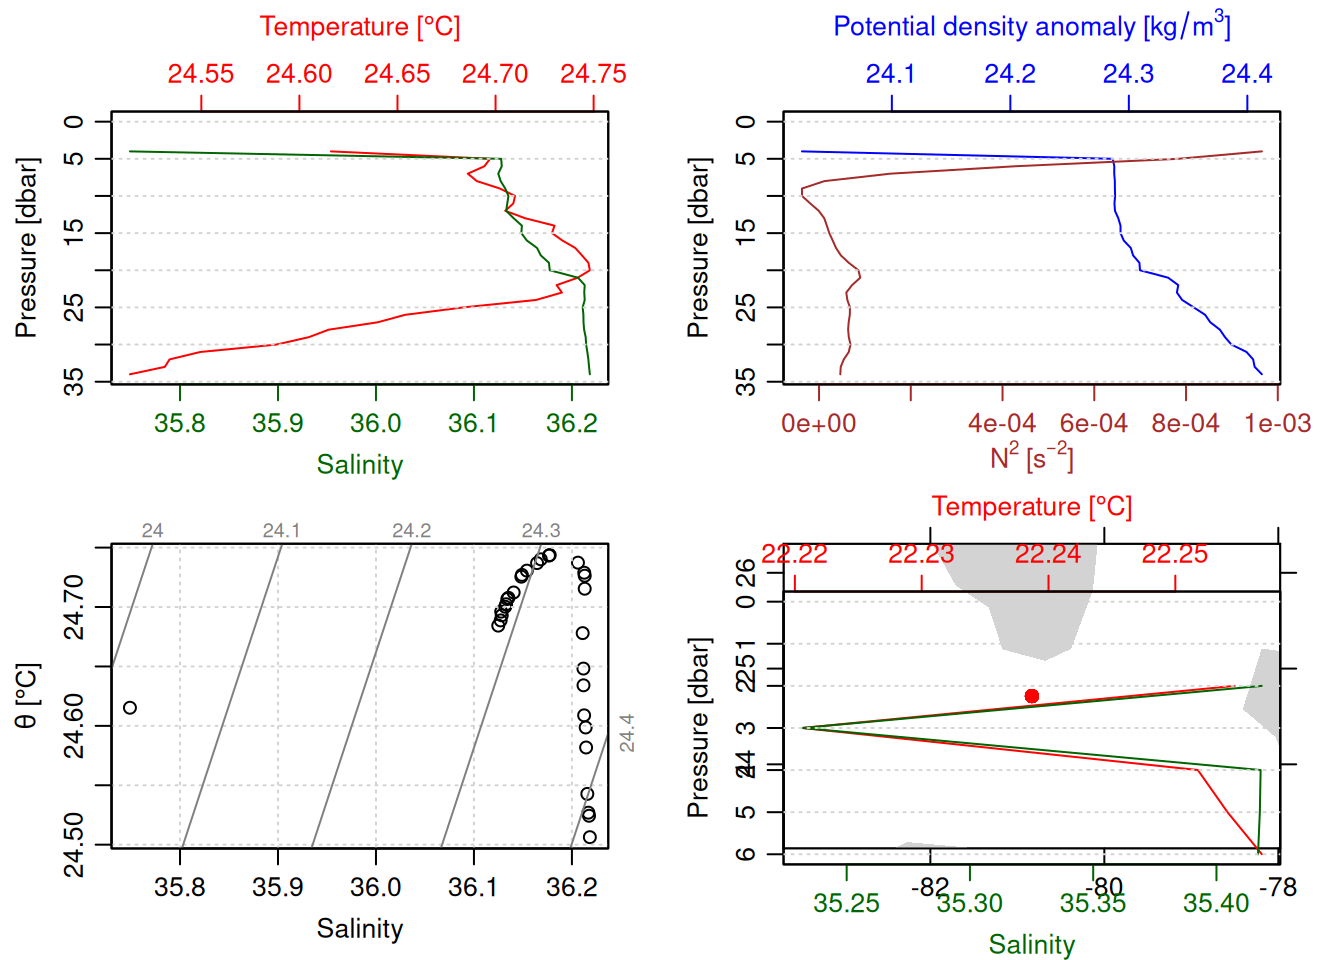 Temperature [°C]
24.55 24.60 24.65 24.70 24.75
Pressure [dbar]
0
5
15
25
35
35.8 35.9 36.0 36.1 36.2
Salinity
Potential density anomaly [kg/m³]
24.1 24.2 24.3 24.4
Pressure [dbar]
0
5
15
25
35
0e+00 4e-04 6e-04 8e-04 1e-03
N² [s⁻²]
24 24.1 24.2 24.3
24.4
θ [°C]
24.70
24.60
24.50
35.8 35.9 36.0 36.1 36.2
Salinity
Temperature [°C]
22.22 22.23 22.24 22.25
Pressure [dbar]
26
0
1
25
2
3
24
4
5
6
-82 -80 -78
35.25 35.30 35.35 35.40
Salinity